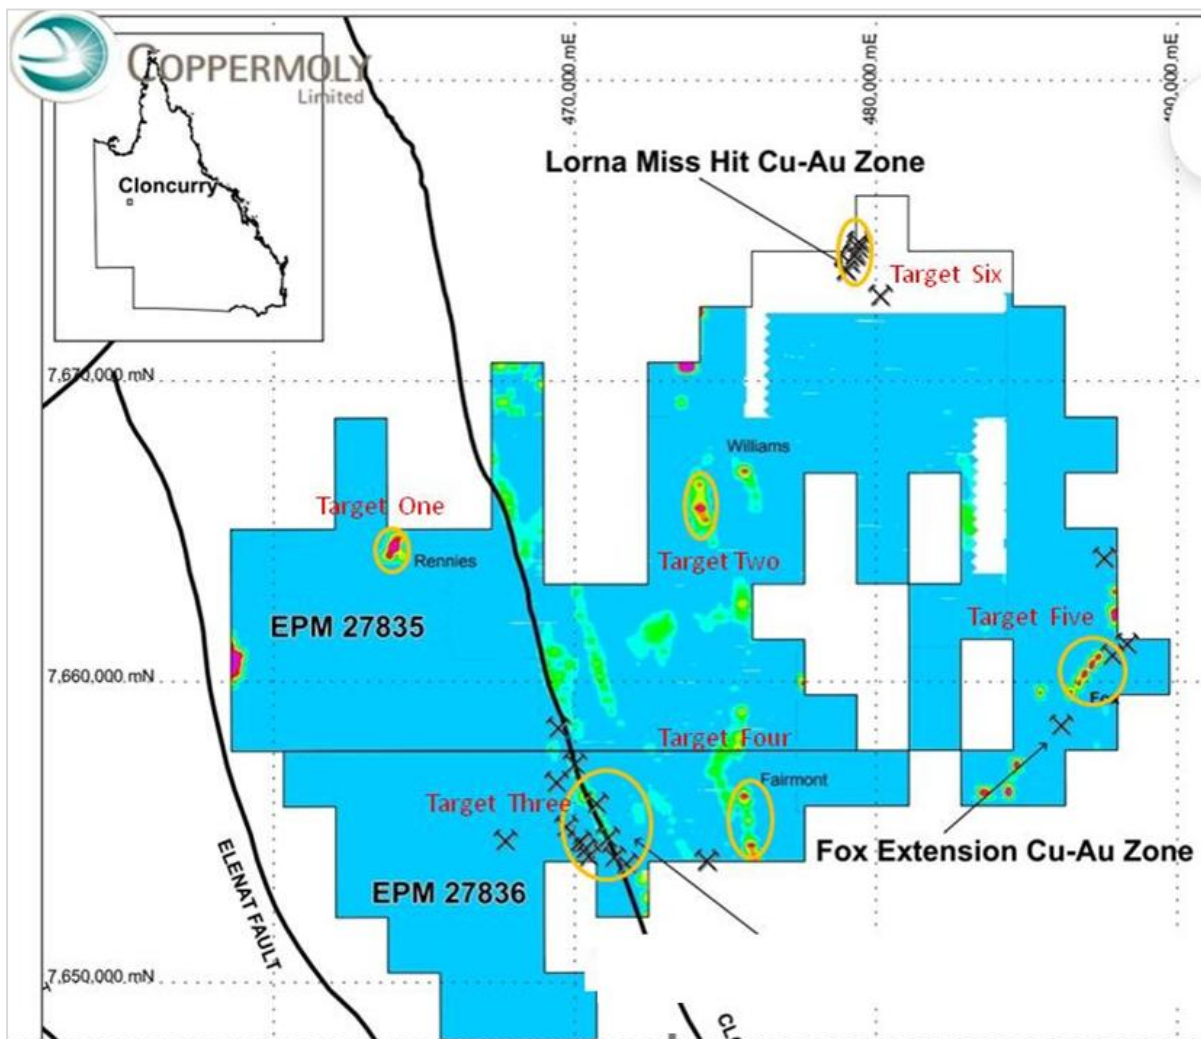 COPPERMOLY
Limited
Cloncurry
470,000 mE
480,000 mE
Lorna Miss Hit Cu-Au Zone
Target Six
7,670,000 mN
Williams
Target One
Rennies
Target Two
EPM 27835
Target Five
7,660,000 mN
Fox
Target Four
Fairmont
Target Three
Fox Extension Cu-Au Zone
EPM 27836
ELENAT FAULT
7,650,000 mN